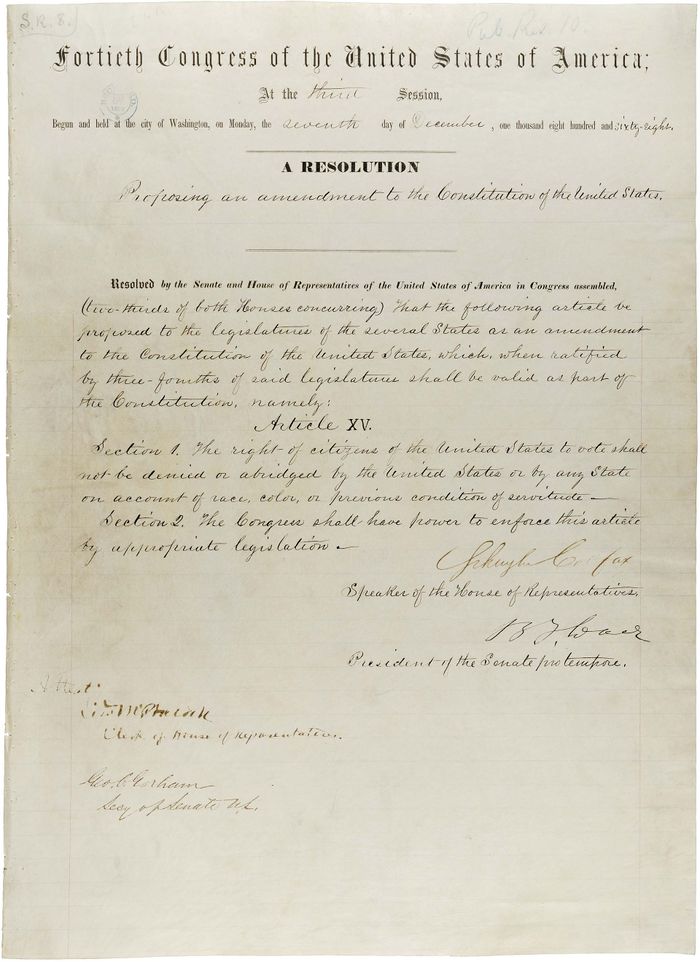 S.R. 8.
Pub. Res. 10.
Fortieth Congress of the United States of America;
At the third Session,
Begun and held at the city of Washington, on Monday, the seventh day of December, one thousand eight hundred and sixty-eight.
A RESOLUTION
Proposing an amendment to the Constitution of the United States.
Resolved by the Senate and House of Representatives of the United States of America in Congress assembled,
(two-thirds of both Houses concurring) That the following article be
proposed to the legislatures of the several States as an amendment
to the Constitution of the United States, which, when ratified
by three-fourths of said legislatures shall be valid as part of
the Constitution, namely:
Article XV.
Section 1. The right of citizens of the United States to vote shall
not be denied or abridged by the United States or by any State
on account of race, color, or previous condition of servitude—
Section 2. The Congress shall have power to enforce this article
by appropriate legislation—
Schuyler Colfax
Speaker of the House of Representatives.
B F Wade
President of the Senate pro tempore.
Attest:
Clerk of House of Representatives.
Geo. C. Gorham
Secy of Senate U.S.